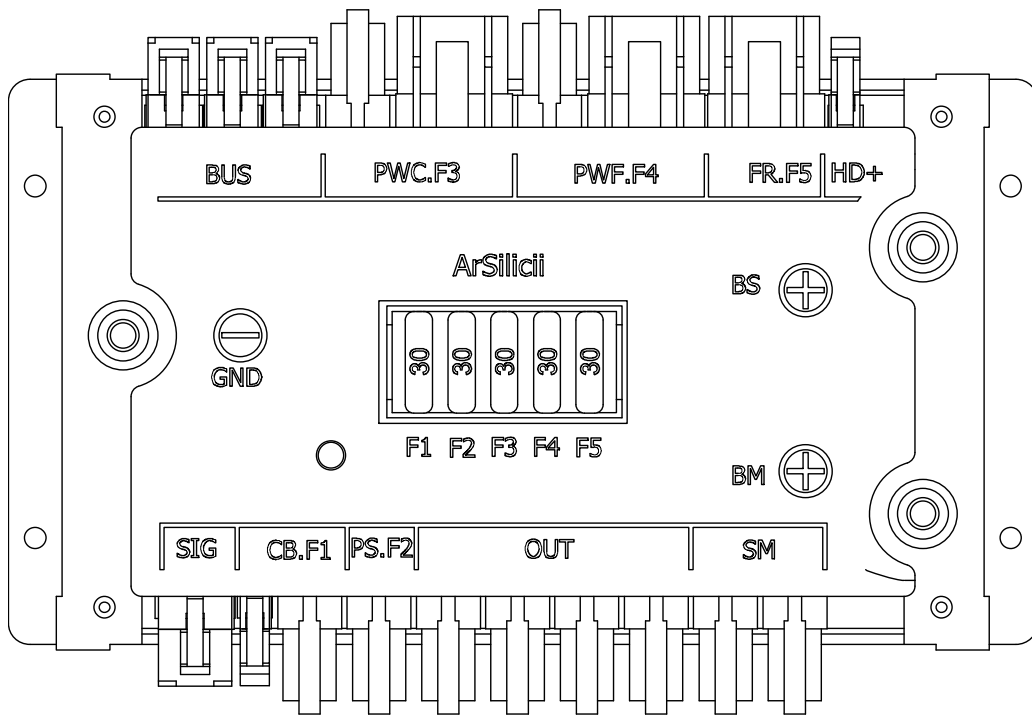 BUS PWC.F3 PWF.F4 FR.F5 HD+
ArSilicii
BS
30 30 30 30 30
GND
F1 F2 F3 F4 F5
BM
SIG CB.F1 PS.F2 OUT SM